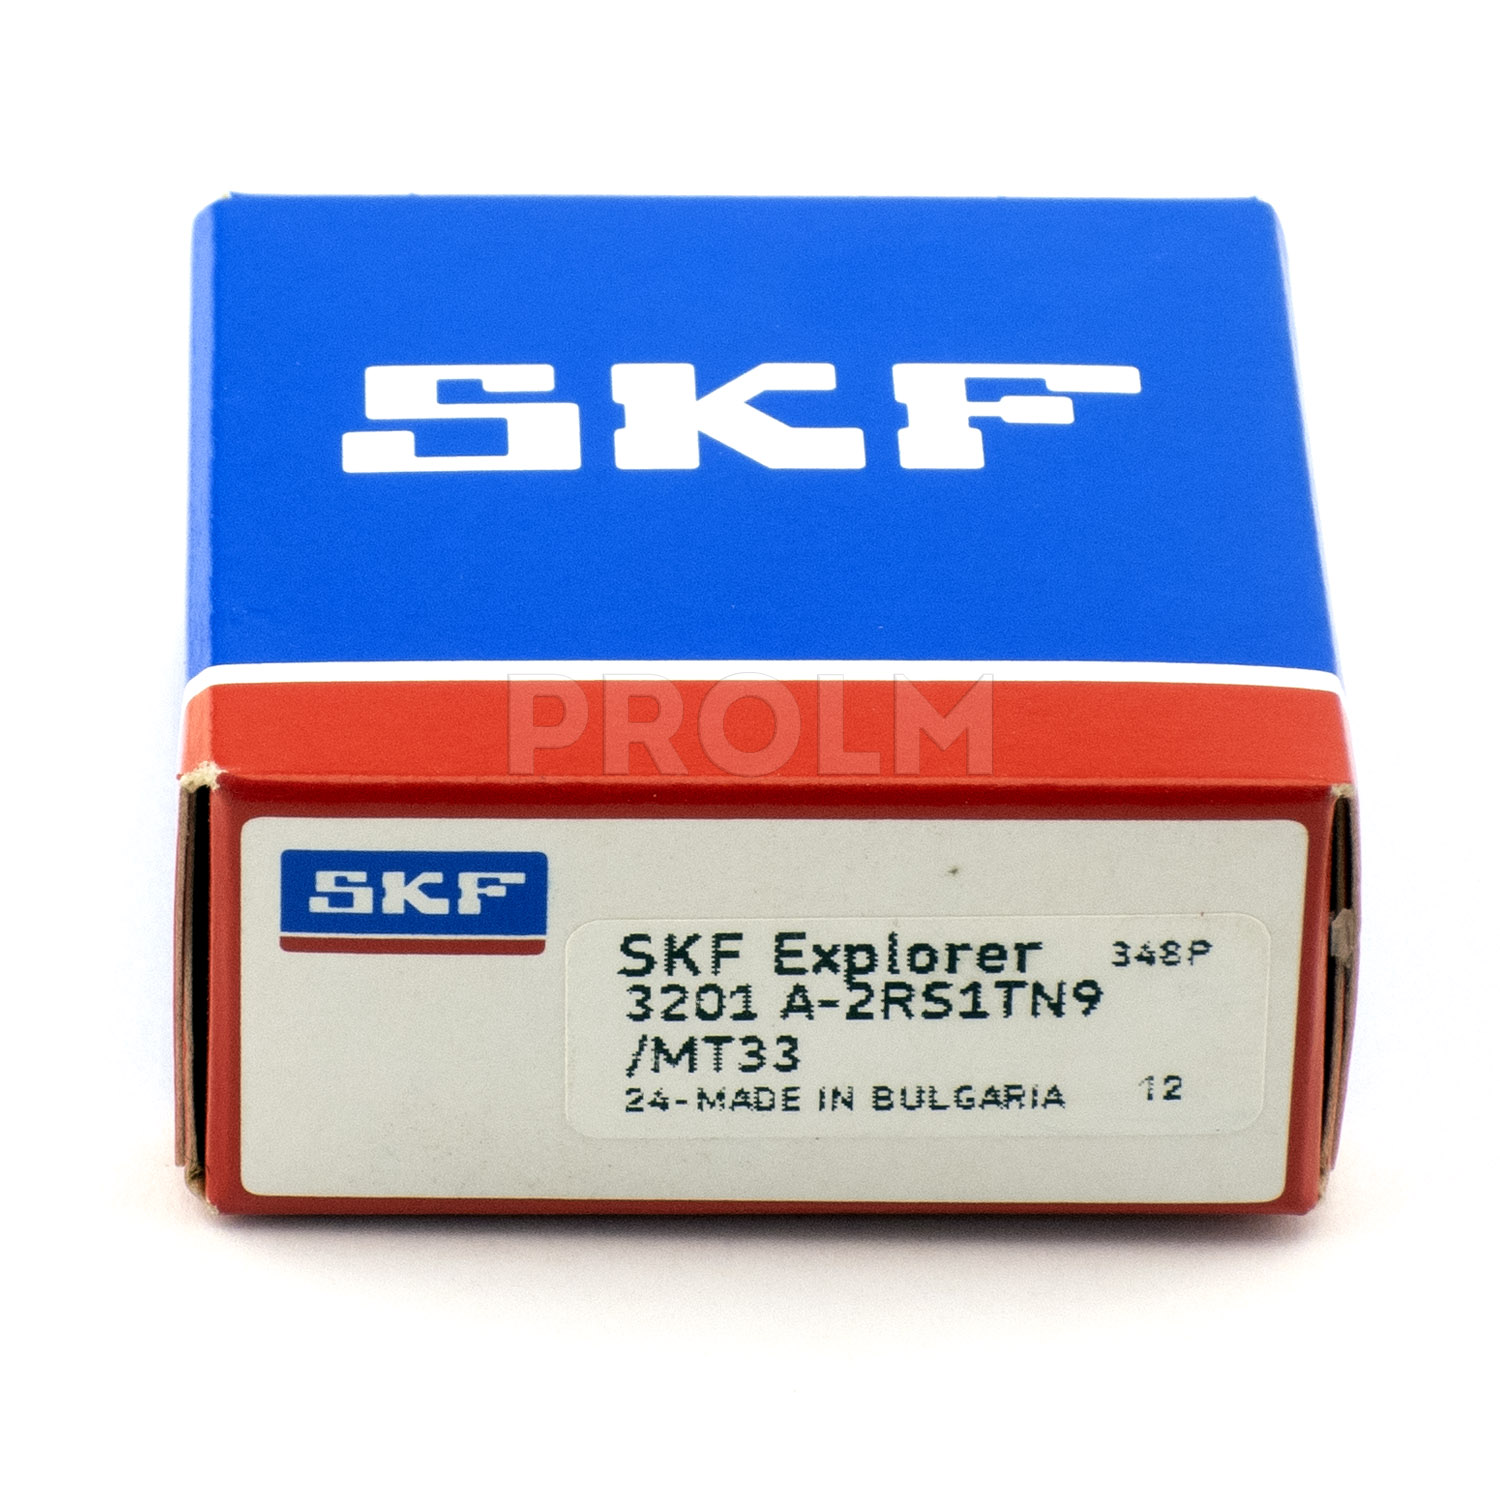 SKF
PROLM
SKF
SKF Explorer 348P
3201 A-2RS1TN9
/MT33
24-MADE IN BULGARIA 12